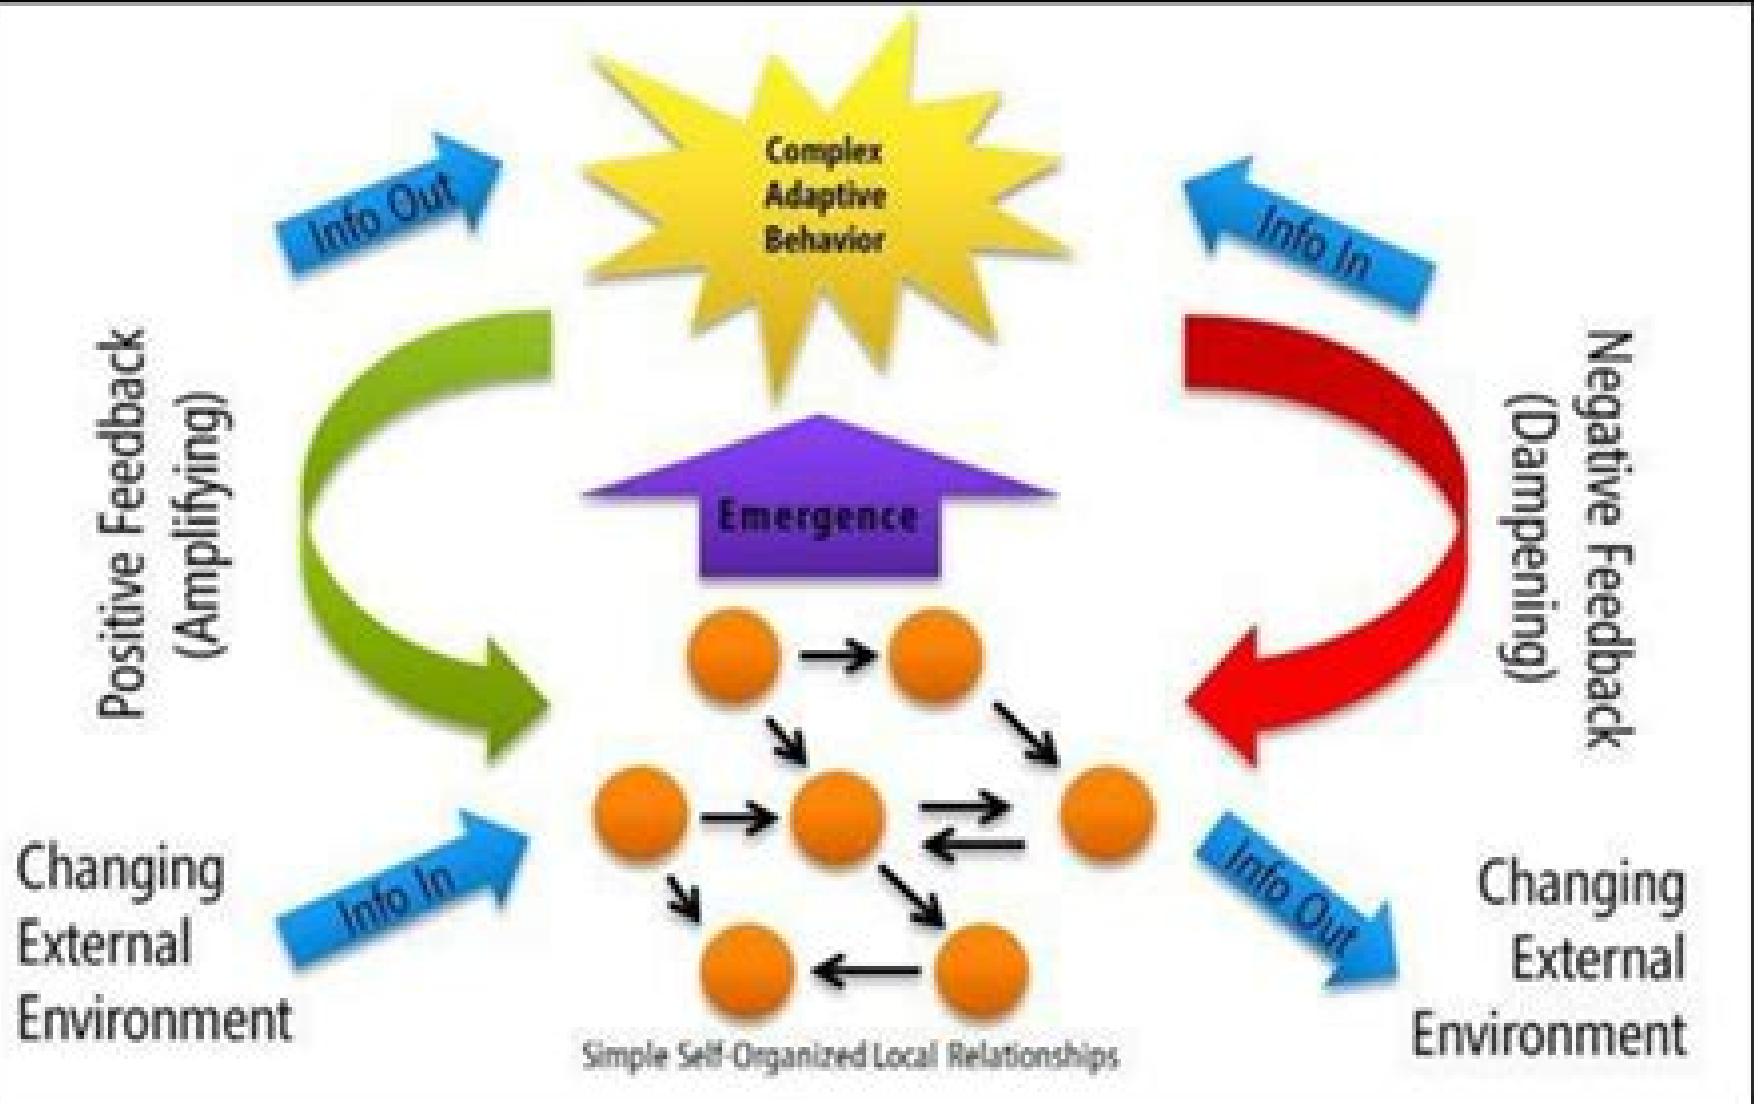 Complex
Adaptive
Behavior
Info Out
Info In
Positive Feedback
(Amplifying)
Negative Feedback
(Dampening)
Emergence
Changing
External
Environment
Info In
Info Out
Changing
External
Environment
Simple Self-Organized Local Relationships